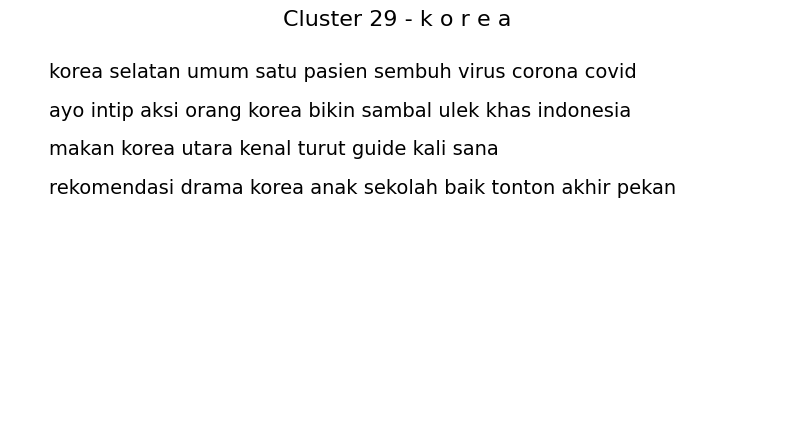 Cluster 29 - k o r e a
korea selatan umum satu pasien sembuh virus corona covid
ayo intip aksi orang korea bikin sambal ulek khas indonesia
makan korea utara kenal turut guide kali sana
rekomendasi drama korea anak sekolah baik tonton akhir pekan